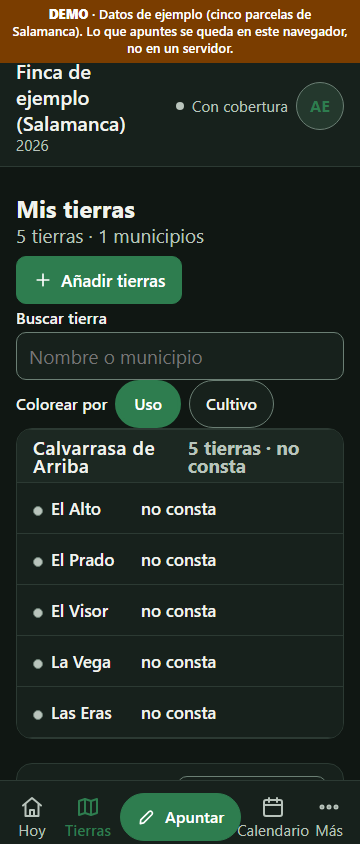 DEMO · Datos de ejemplo (cinco parcelas de
Salamanca). Lo que apuntes se queda en este navegador,
no en un servidor.
Finca de
ejemplo
(Salamanca)
2026
Con cobertura
AE
Mis tierras
5 tierras · 1 municipios
+ Añadir tierras
Buscar tierra
Nombre o municipio
Colorear por Uso Cultivo
Calvarrasa de
Arriba
5 tierras · no
consta
El Alto no consta
El Prado no consta
El Visor no consta
La Vega no consta
Las Eras no consta
Hoy Tierras Apuntar Calendario Más